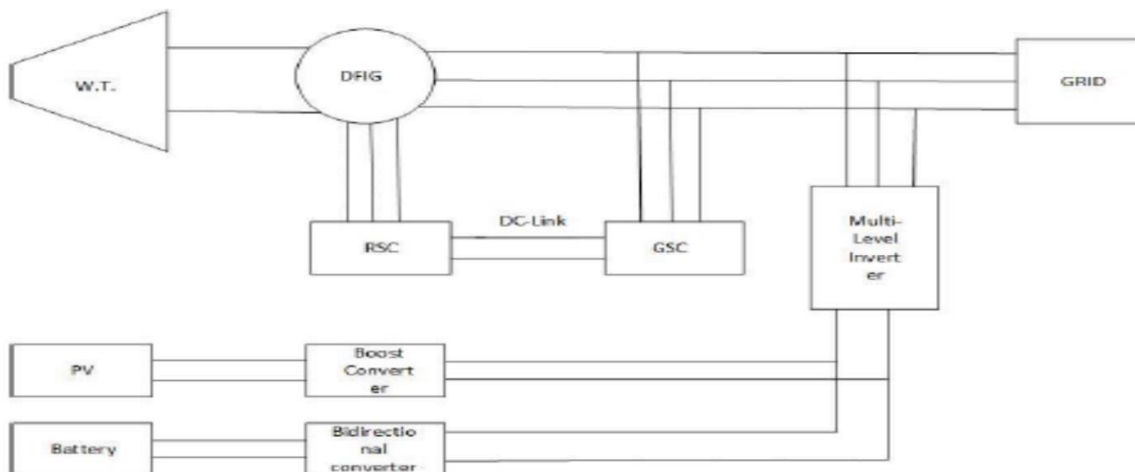 W.T.
DFIG
GRID
DC-Link
RSC
GSC
Multi-
Level
Invert
er
PV
Boost
Convert
er
Battery
Bidirectio
nal
converter